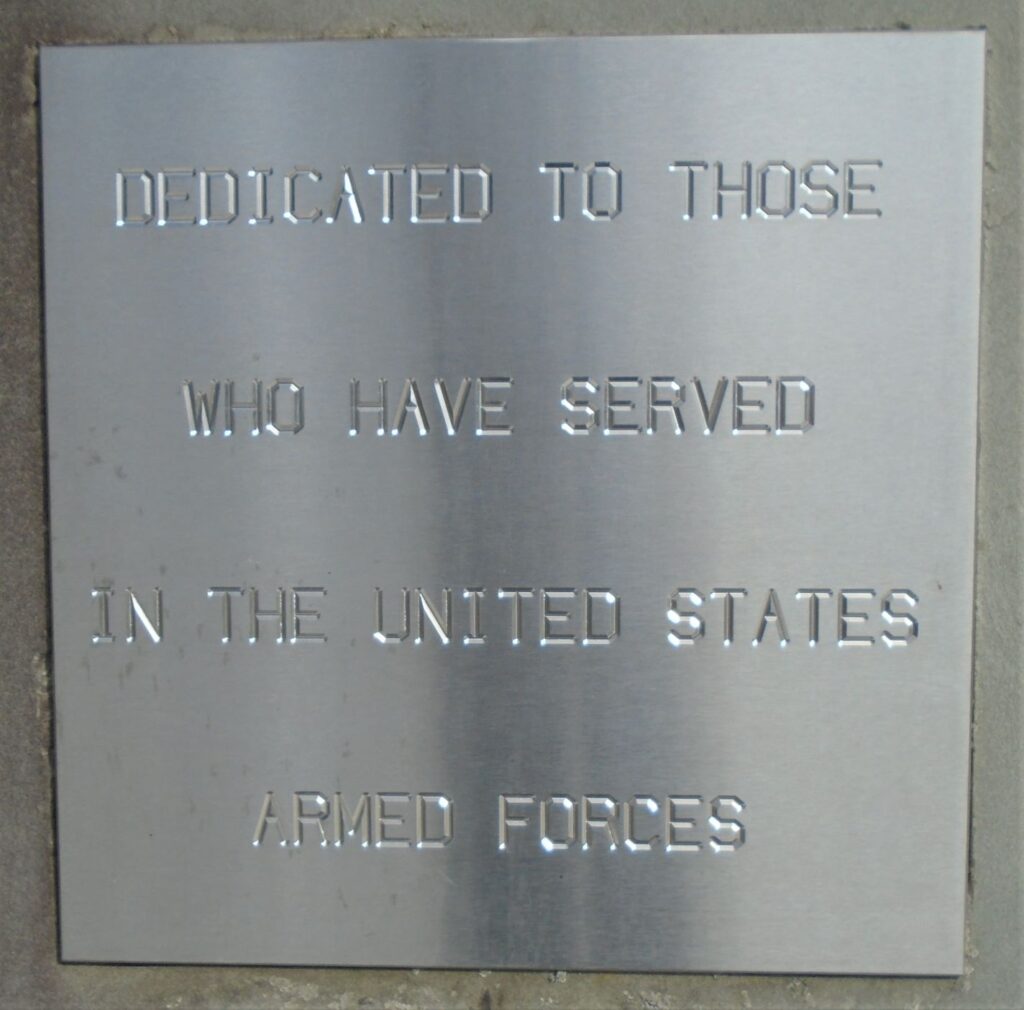 DEDICATED TO THOSE
WHO HAVE SERVED
IN THE UNITED STATES
ARMED FORCES